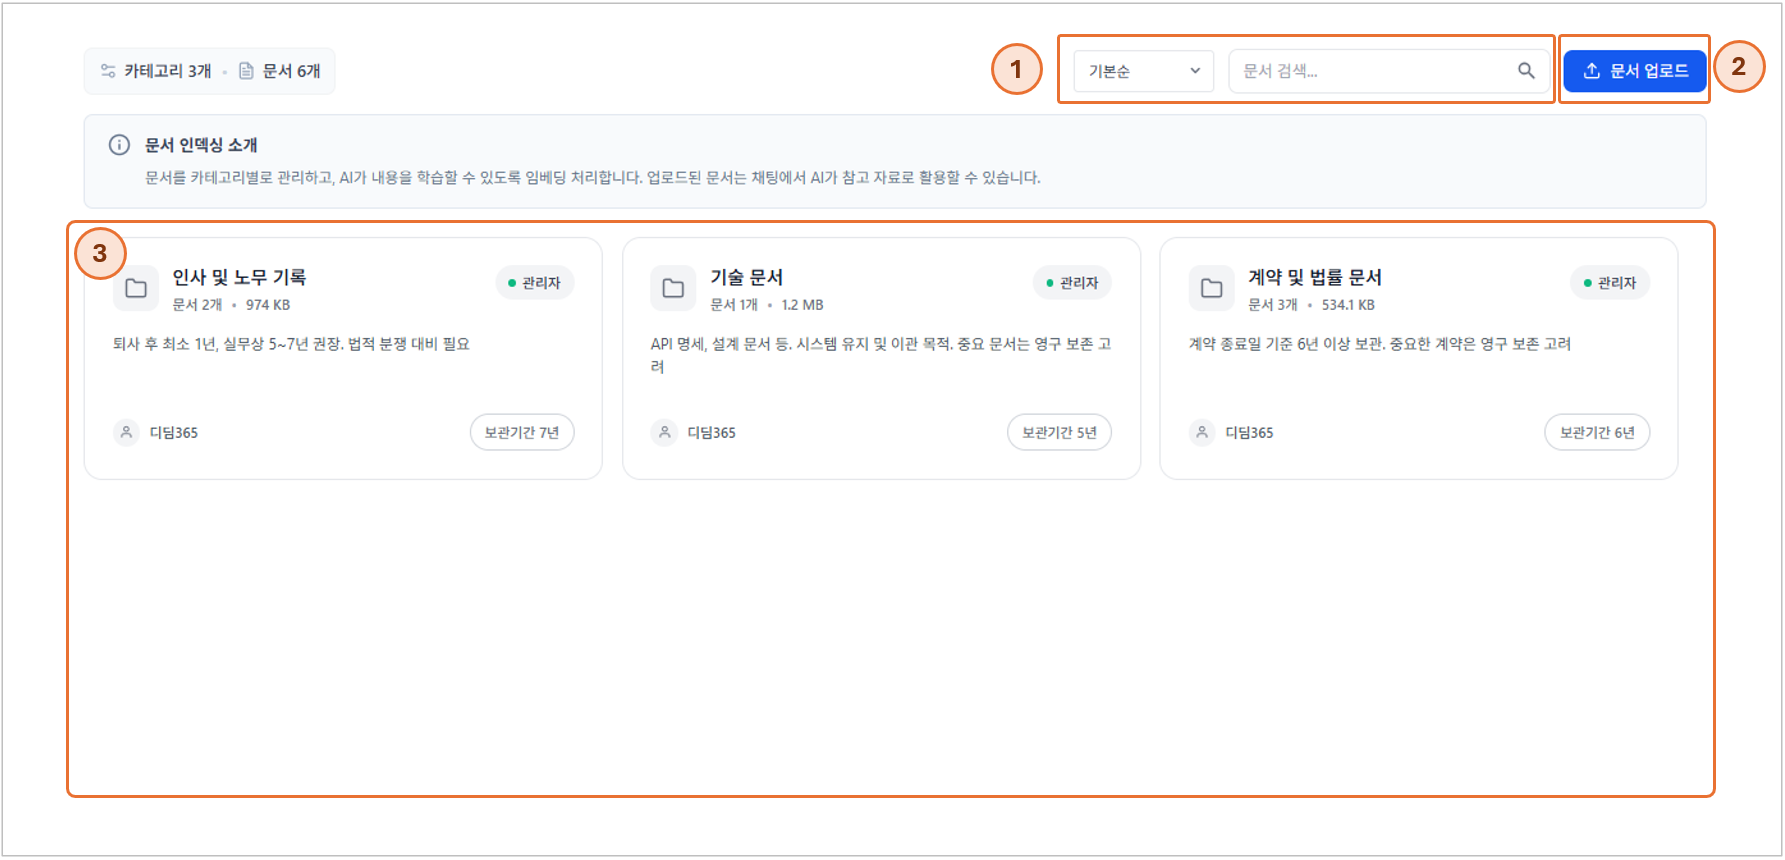 카테고리 3개 • 문서 6개
1
기본순
문서 검색...
문서 업로드
2
문서 인덱싱 소개
문서를 카테고리별로 관리하고, AI가 내용을 학습할 수 있도록 임베딩 처리합니다. 업로드된 문서는 채팅에서 AI가 참고 자료로 활용할 수 있습니다.
3
인사 및 노무 기록
관리자
문서 2개 • 974 KB
퇴사 후 최소 1년, 실무상 5~7년 권장. 법적 분쟁 대비 필요
디딤365
보관기간 7년
기술 문서
관리자
문서 1개 • 1.2 MB
API 명세, 설계 문서 등. 시스템 유지 및 이관 목적. 중요 문서는 영구 보존 고
려
디딤365
보관기간 5년
계약 및 법률 문서
관리자
문서 3개 • 534.1 KB
계약 종료일 기준 6년 이상 보관. 중요한 계약은 영구 보존 고려
디딤365
보관기간 6년